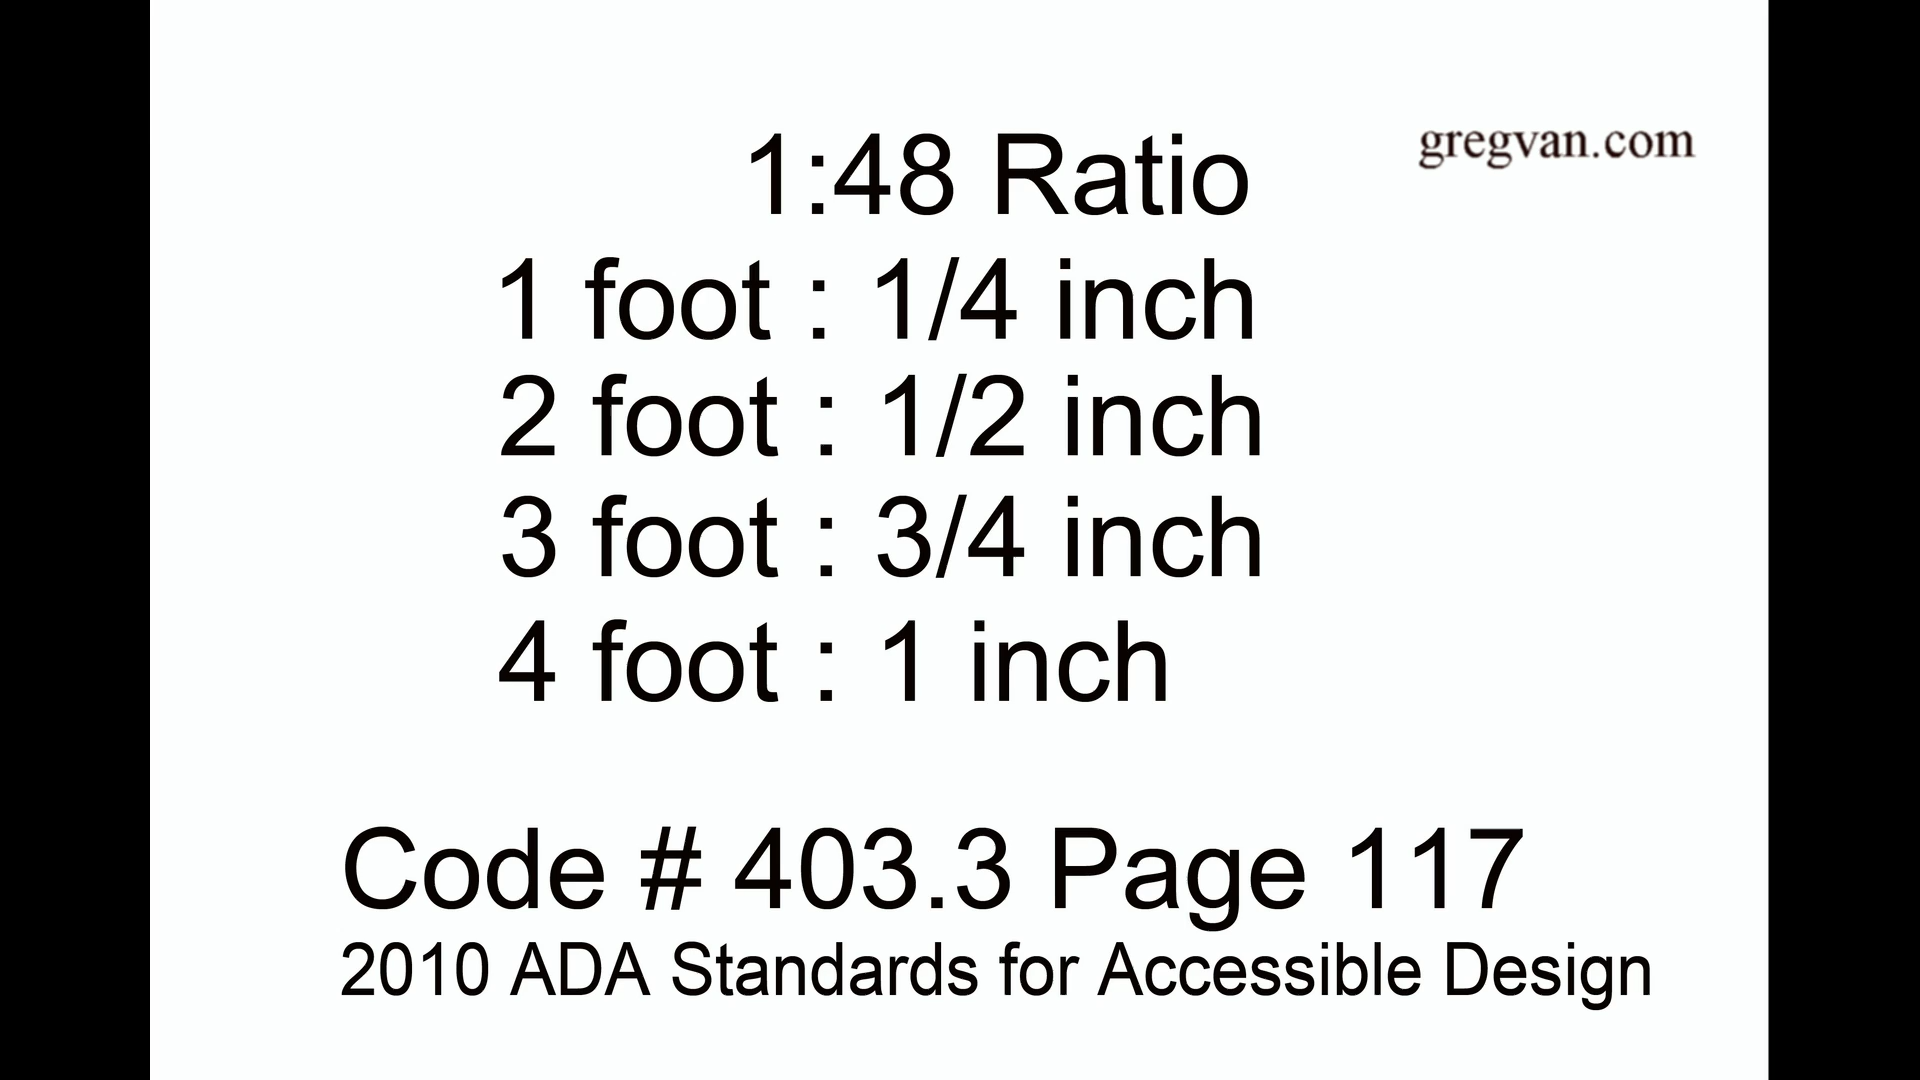 1:48 Ratio
gregvan.com
1 foot : 1/4 inch
2 foot : 1/2 inch
3 foot : 3/4 inch
4 foot : 1 inch
Code # 403.3 Page 117
2010 ADA Standards for Accessible Design